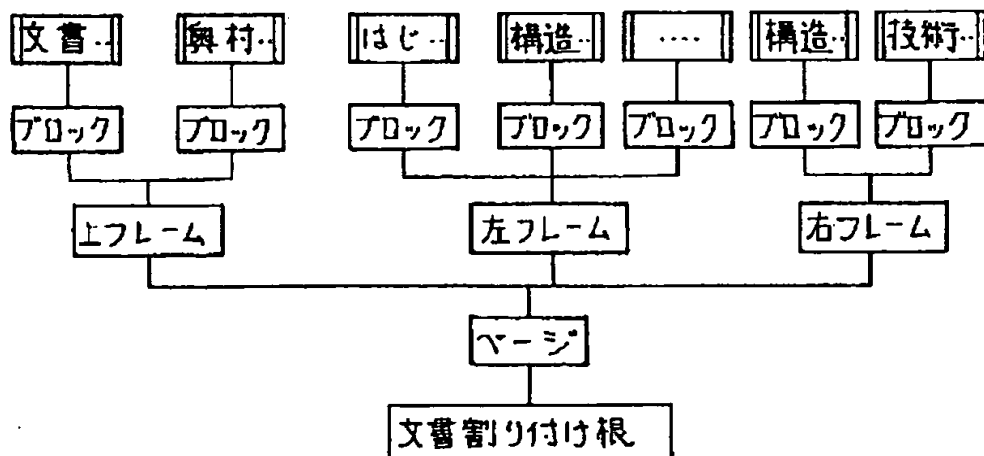 文書‥ 奥村‥ はじ‥ 構造‥ ‥‥ 構造‥ 技術‥
ブロック ブロック ブロック ブロック ブロック ブロック ブロック
上フレーム 左フレーム 右フレーム
ページ
文書割り付け根